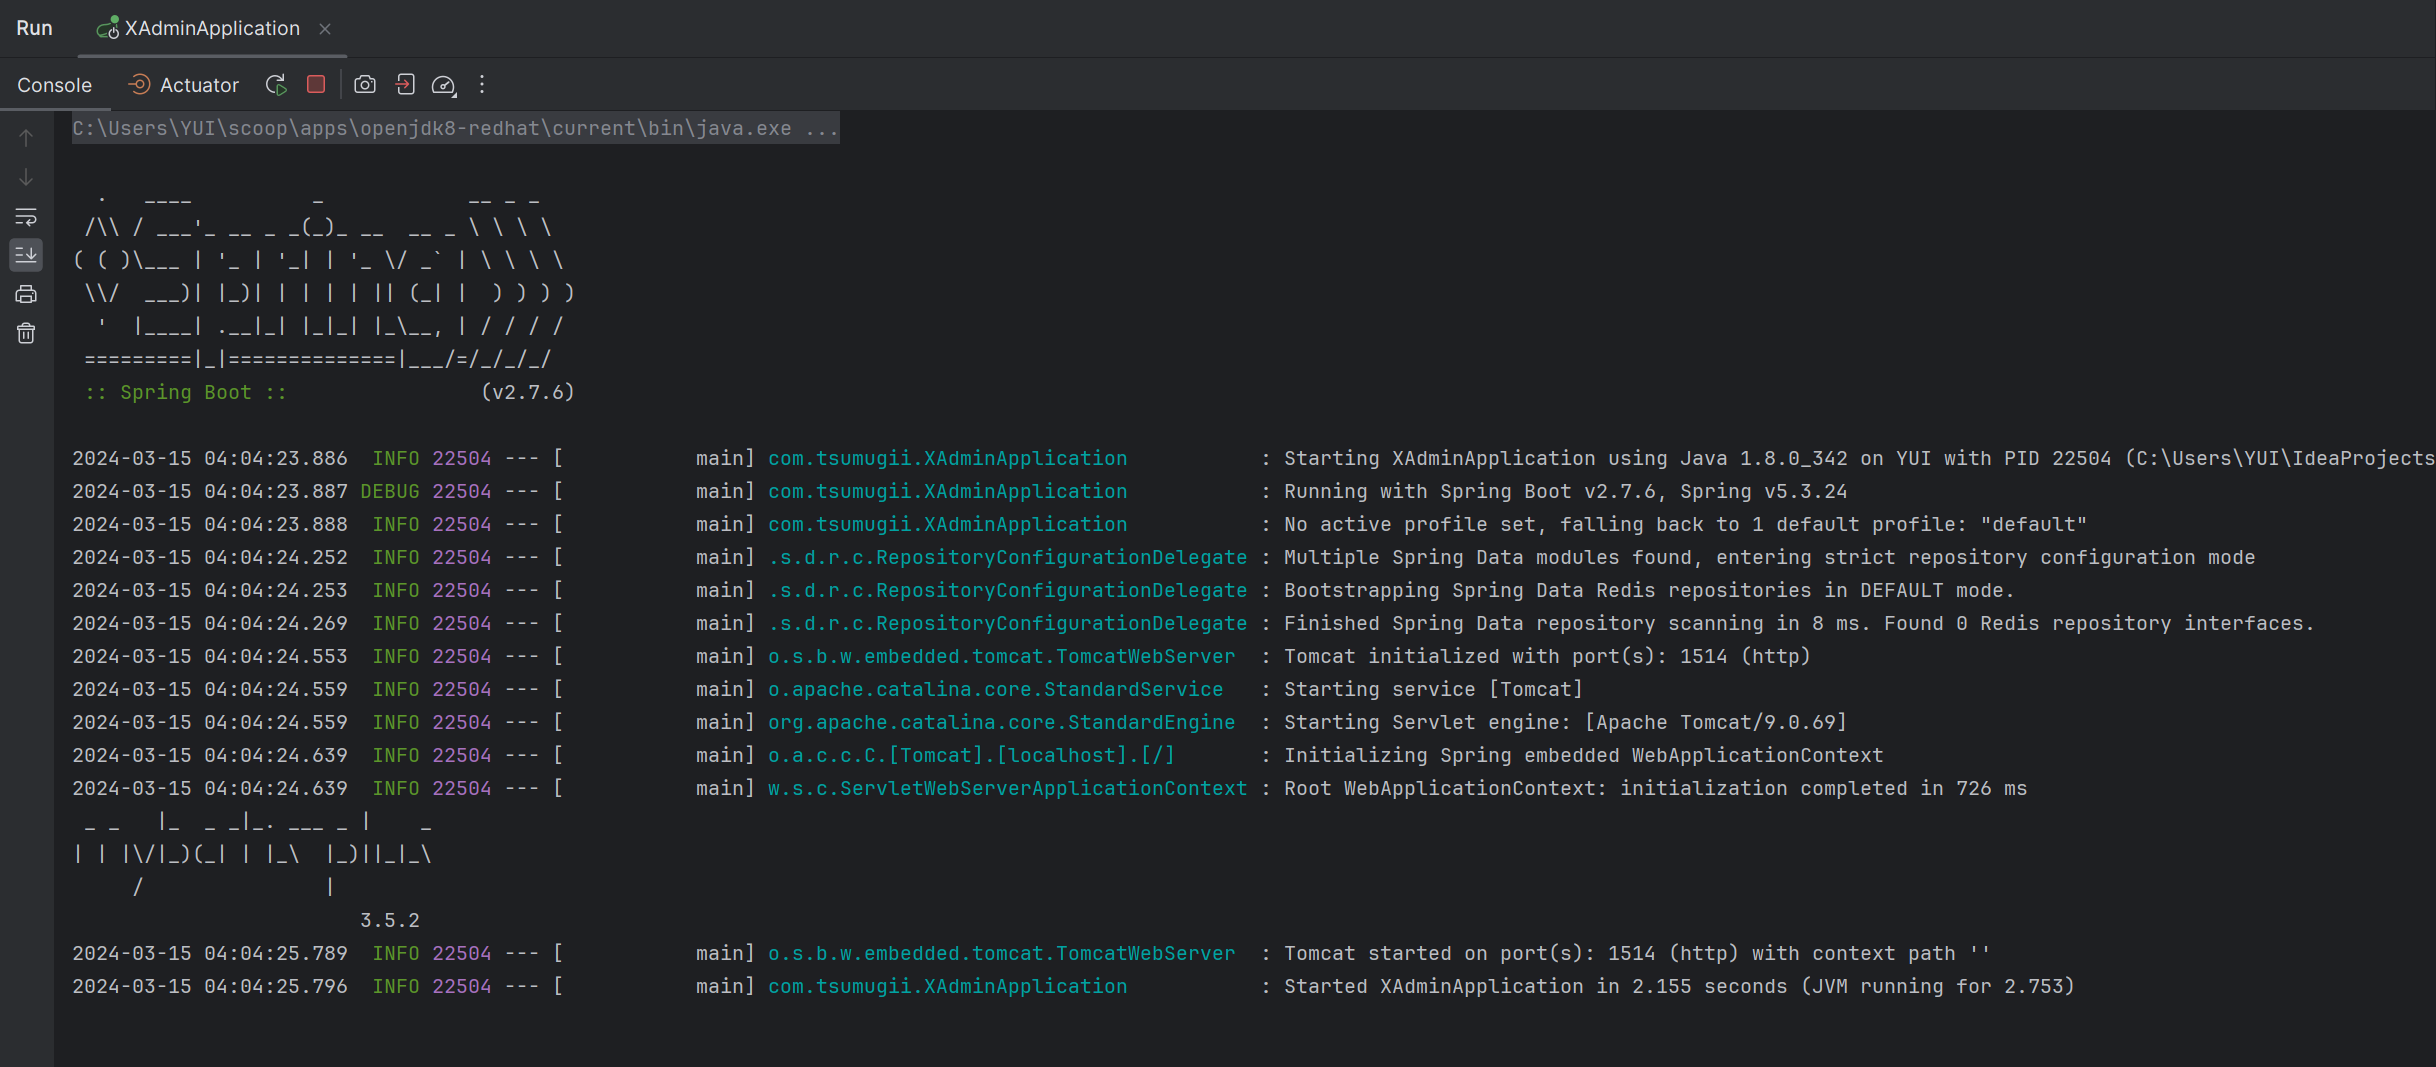 Run XAdminApplication
Console Actuator
C:\Users\YUI\scoop\apps\openjdk8-redhat\current\bin\java.exe ...
  .   ____          _            __ _ _
 /\\ / ___'_ __ _ _(_)_ __  __ _ \ \ \ \
( ( )\___ | '_ | '_| | '_ \/ _` | \ \ \ \
 \\/  ___)| |_)| | | | | || (_| |  ) ) ) )
  '  |____| .__|_| |_|_| |_\__, | / / / /
 =========|_|==============|___/=/_/_/_/
 :: Spring Boot ::                (v2.7.6)
2024-03-15 04:04:23.886  INFO 22504 --- [           main] com.tsumugii.XAdminApplication           : Starting XAdminApplication using Java 1.8.0_342 on YUI with PID 22504 (C:\Users\YUI\IdeaProjects
2024-03-15 04:04:23.887 DEBUG 22504 --- [           main] com.tsumugii.XAdminApplication           : Running with Spring Boot v2.7.6, Spring v5.3.24
2024-03-15 04:04:23.888  INFO 22504 --- [           main] com.tsumugii.XAdminApplication           : No active profile set, falling back to 1 default profile: "default"
2024-03-15 04:04:24.252  INFO 22504 --- [           main] .s.d.r.c.RepositoryConfigurationDelegate : Multiple Spring Data modules found, entering strict repository configuration mode
2024-03-15 04:04:24.253  INFO 22504 --- [           main] .s.d.r.c.RepositoryConfigurationDelegate : Bootstrapping Spring Data Redis repositories in DEFAULT mode.
2024-03-15 04:04:24.269  INFO 22504 --- [           main] .s.d.r.c.RepositoryConfigurationDelegate : Finished Spring Data repository scanning in 8 ms. Found 0 Redis repository interfaces.
2024-03-15 04:04:24.553  INFO 22504 --- [           main] o.s.b.w.embedded.tomcat.TomcatWebServer  : Tomcat initialized with port(s): 1514 (http)
2024-03-15 04:04:24.559  INFO 22504 --- [           main] o.apache.catalina.core.StandardService   : Starting service [Tomcat]
2024-03-15 04:04:24.559  INFO 22504 --- [           main] org.apache.catalina.core.StandardEngine  : Starting Servlet engine: [Apache Tomcat/9.0.69]
2024-03-15 04:04:24.639  INFO 22504 --- [           main] o.a.c.c.C.[Tomcat].[localhost].[/]       : Initializing Spring embedded WebApplicationContext
2024-03-15 04:04:24.639  INFO 22504 --- [           main] w.s.c.ServletWebServerApplicationContext : Root WebApplicationContext: initialization completed in 726 ms
 _ _   |_  _ _|_. ___ _ |    _
| | |\/|_)(_| | |_\  |_)||_|_\
     /               |
                        3.5.2
2024-03-15 04:04:25.789  INFO 22504 --- [           main] o.s.b.w.embedded.tomcat.TomcatWebServer  : Tomcat started on port(s): 1514 (http) with context path ''
2024-03-15 04:04:25.796  INFO 22504 --- [           main] com.tsumugii.XAdminApplication           : Started XAdminApplication in 2.155 seconds (JVM running for 2.753)